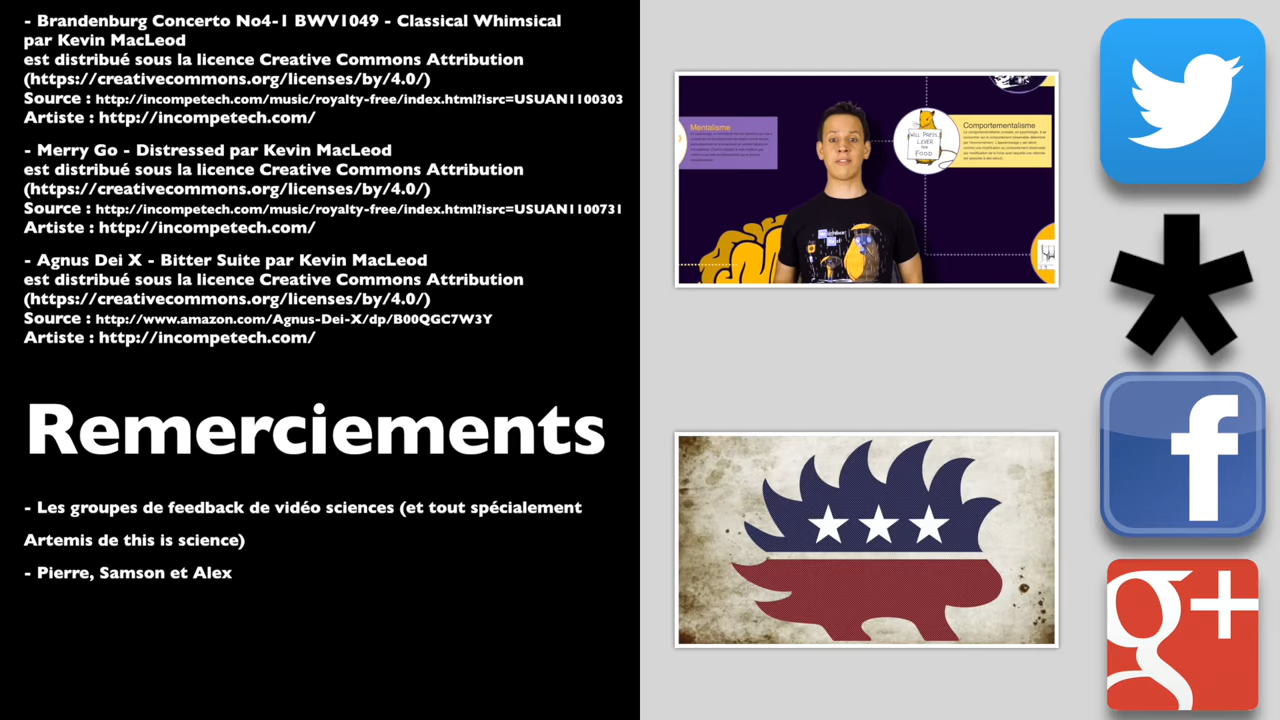 - Brandenburg Concerto No4-1 BWV1049 - Classical Whimsical
par Kevin MacLeod
est distribué sous la licence Creative Commons Attribution
(https://creativecommons.org/licenses/by/4.0/)
Source : http://incompetech.com/music/royalty-free/index.html?isrc=USUAN1100303
Artiste : http://incompetech.com/
- Merry Go - Distressed par Kevin MacLeod
est distribué sous la licence Creative Commons Attribution
(https://creativecommons.org/licenses/by/4.0/)
Source : http://incompetech.com/music/royalty-free/index.html?isrc=USUAN1100731
Artiste : http://incompetech.com/
- Agnus Dei X - Bitter Suite par Kevin MacLeod
est distribué sous la licence Creative Commons Attribution
(https://creativecommons.org/licenses/by/4.0/)
Source : http://www.amazon.com/Agnus-Dei-X/dp/B00QGC7W3Y
Artiste : http://incompetech.com/
Remerciements
- Les groupes de feedback de vidéo sciences (et tout spécialement
Artemis de this is science)
- Pierre, Samson et Alex
Mentalisme
WILL PRESS
LEVER
FOR
FOOD
Comportementalisme
f
g+